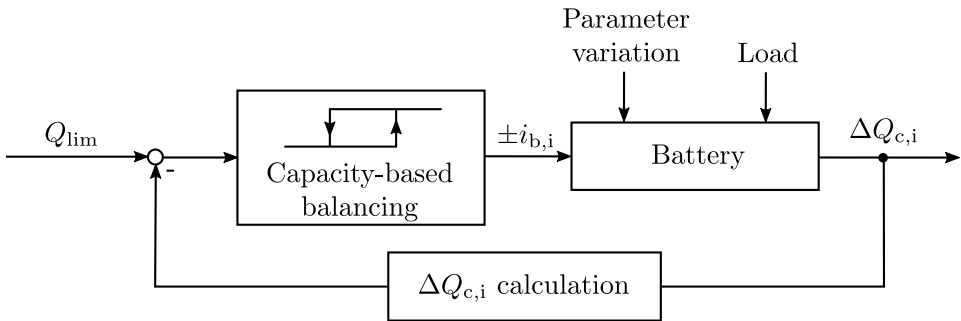 Parameter
variation
Load
Q_lim
-
Capacity-based
balancing
±i_b,i
Battery
ΔQ_c,i
ΔQ_c,i calculation